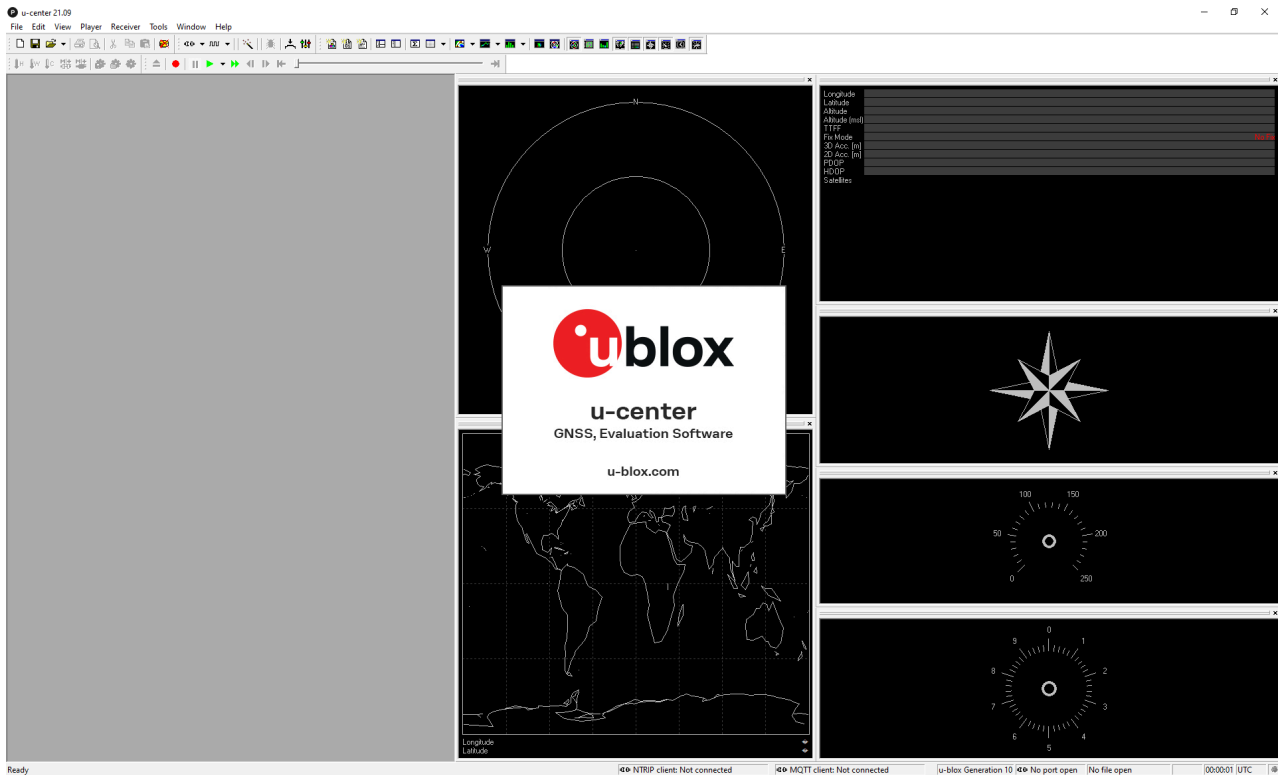 u-center 21.09
File Edit View Player Receiver Tools Window Help
N
W
E
Longitude
Latitude
Altitude
Altitude (msl)
TTFF
Fix Mode
3D Acc. [m]
2D Acc. [m]
PDOP
HDOP
Satellites
ublox
u-center
GNSS, Evaluation Software
u-blox.com
0
50
100
150
200
250
0
1
2
3
4
5
6
7
8
9
Longitude
Latitude
Ready
NTRIP client: Not connected
MQTT client: Not connected
u-blox Generation 10
No port open
No file open
00:00:01
UTC